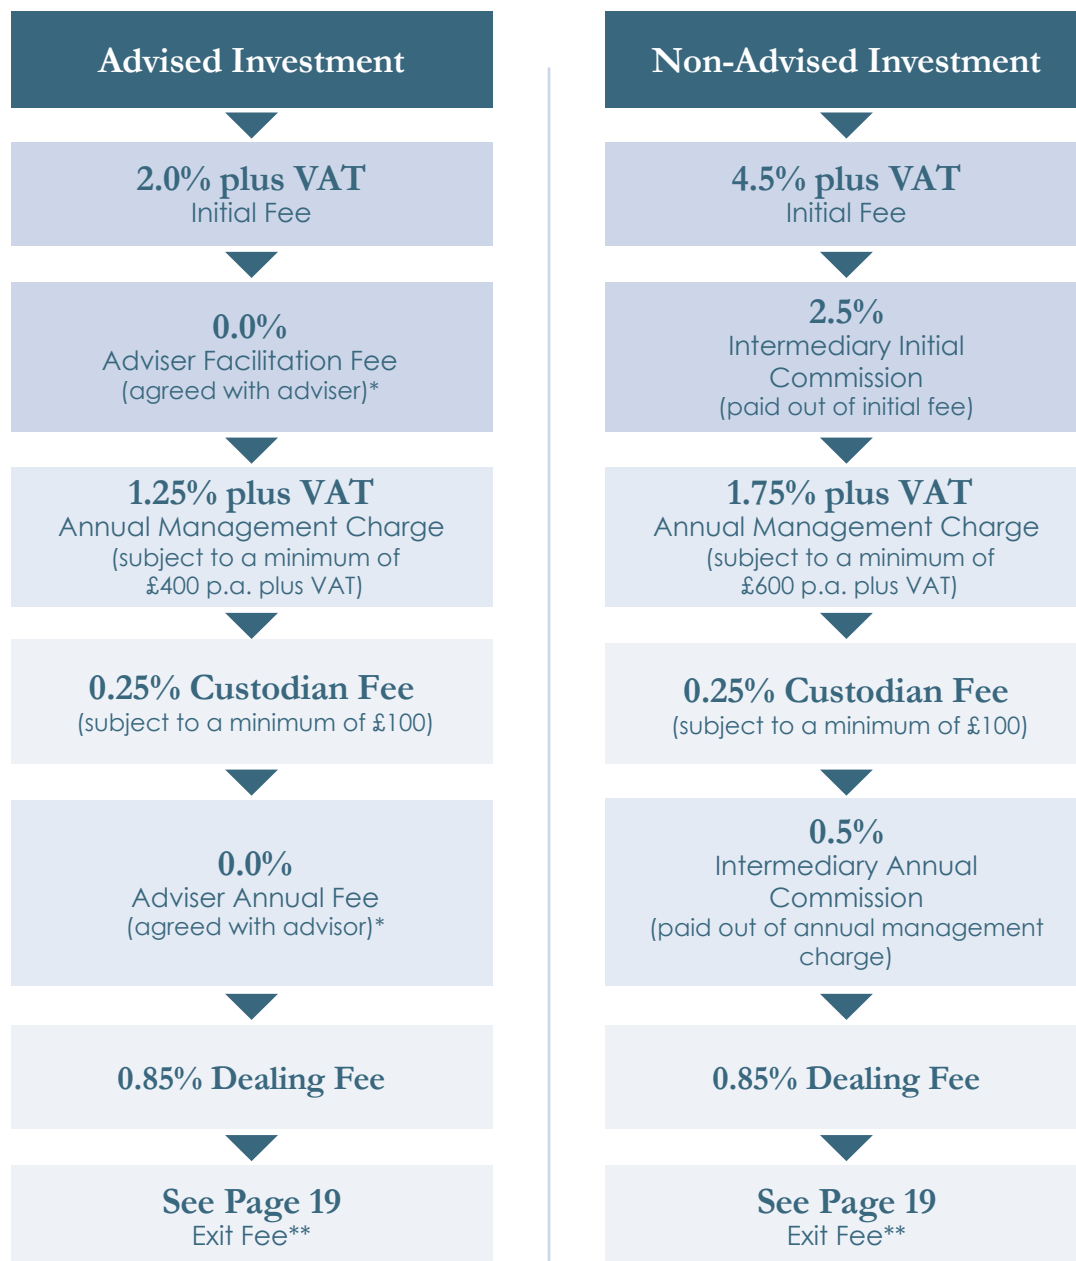 Advised Investment
2.0% plus VAT
Initial Fee
0.0%
Adviser Facilitation Fee
(agreed with adviser)*
1.25% plus VAT
Annual Management Charge
(subject to a minimum of
£400 p.a. plus VAT)
0.25% Custodian Fee
(subject to a minimum of £100)
0.0%
Adviser Annual Fee
(agreed with advisor)*
0.85% Dealing Fee
See Page 19
Exit Fee**
Non-Advised Investment
4.5% plus VAT
Initial Fee
2.5%
Intermediary Initial
Commission
(paid out of initial fee)
1.75% plus VAT
Annual Management Charge
(subject to a minimum of
£600 p.a. plus VAT)
0.25% Custodian Fee
(subject to a minimum of £100)
0.5%
Intermediary Annual
Commission
(paid out of annual management
charge)
0.85% Dealing Fee
See Page 19
Exit Fee**